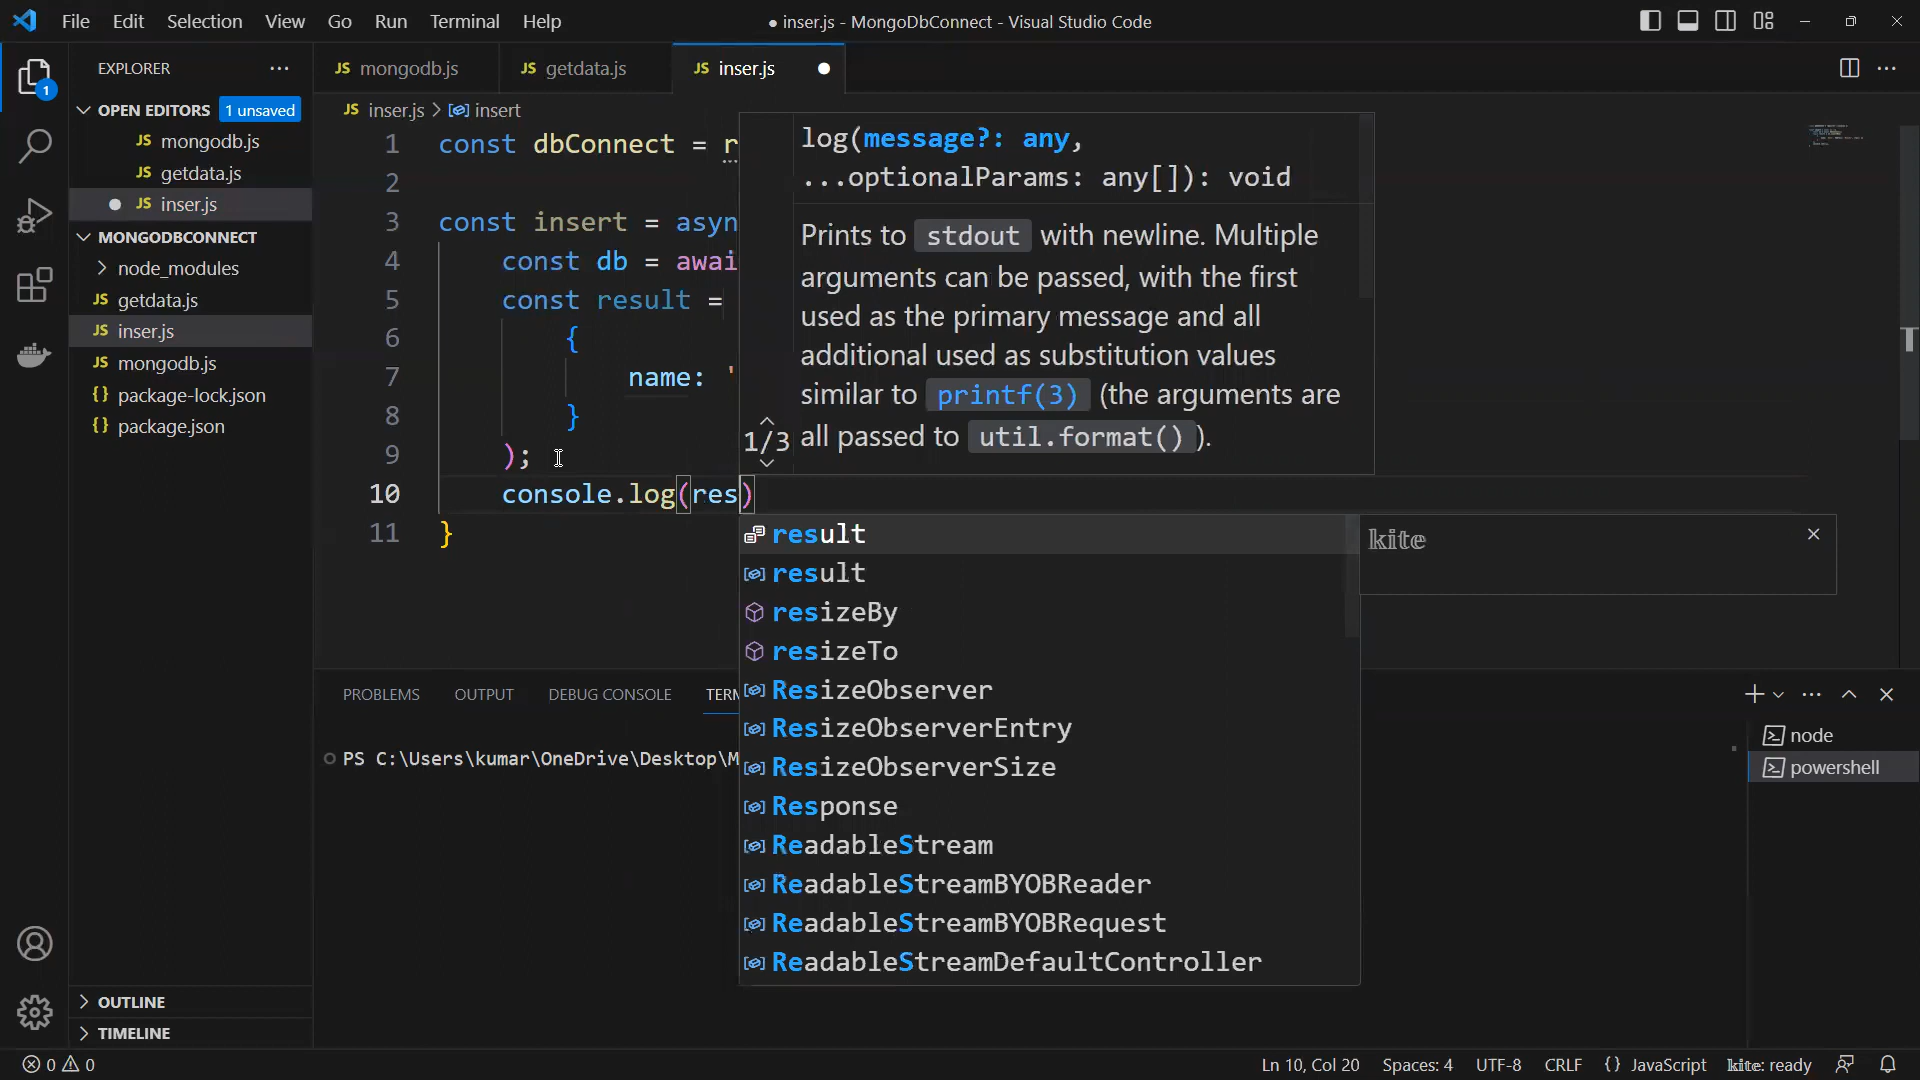 File Edit Selection View Go Run Terminal Help
● inser.js - MongoDbConnect - Visual Studio Code
EXPLORER
JS mongodb.js
JS getdata.js
JS inser.js
OPEN EDITORS 1 unsaved
JS mongodb.js
JS getdata.js
JS inser.js
MONGODBCONNECT
node_modules
JS getdata.js
JS inser.js
JS mongodb.js
{} package-lock.json
{} package.json
OUTLINE
TIMELINE
1
JS inser.js > insert
1 const dbConnect = r
2
3 const insert = asyn
4 const db = awai
5 const result =
6 {
7 name: '
8 }
9 );
10 console.log(res)
11 }
log(message?: any,
...optionalParams: any[]): void
Prints to stdout with newline. Multiple
arguments can be passed, with the first
used as the primary message and all
additional used as substitution values
similar to printf(3) (the arguments are
1/3 all passed to util.format()).
result
result
resizeBy
resizeTo
ResizeObserver
ResizeObserverEntry
ResizeObserverSize
Response
ReadableStream
ReadableStreamBYOBReader
ReadableStreamBYOBRequest
ReadableStreamDefaultController
kite
PROBLEMS OUTPUT DEBUG CONSOLE TERM
PS C:\Users\kumar\OneDrive\Desktop\M
node
powershell
0 0
Ln 10, Col 20 Spaces: 4 UTF-8 CRLF {} JavaScript kite: ready